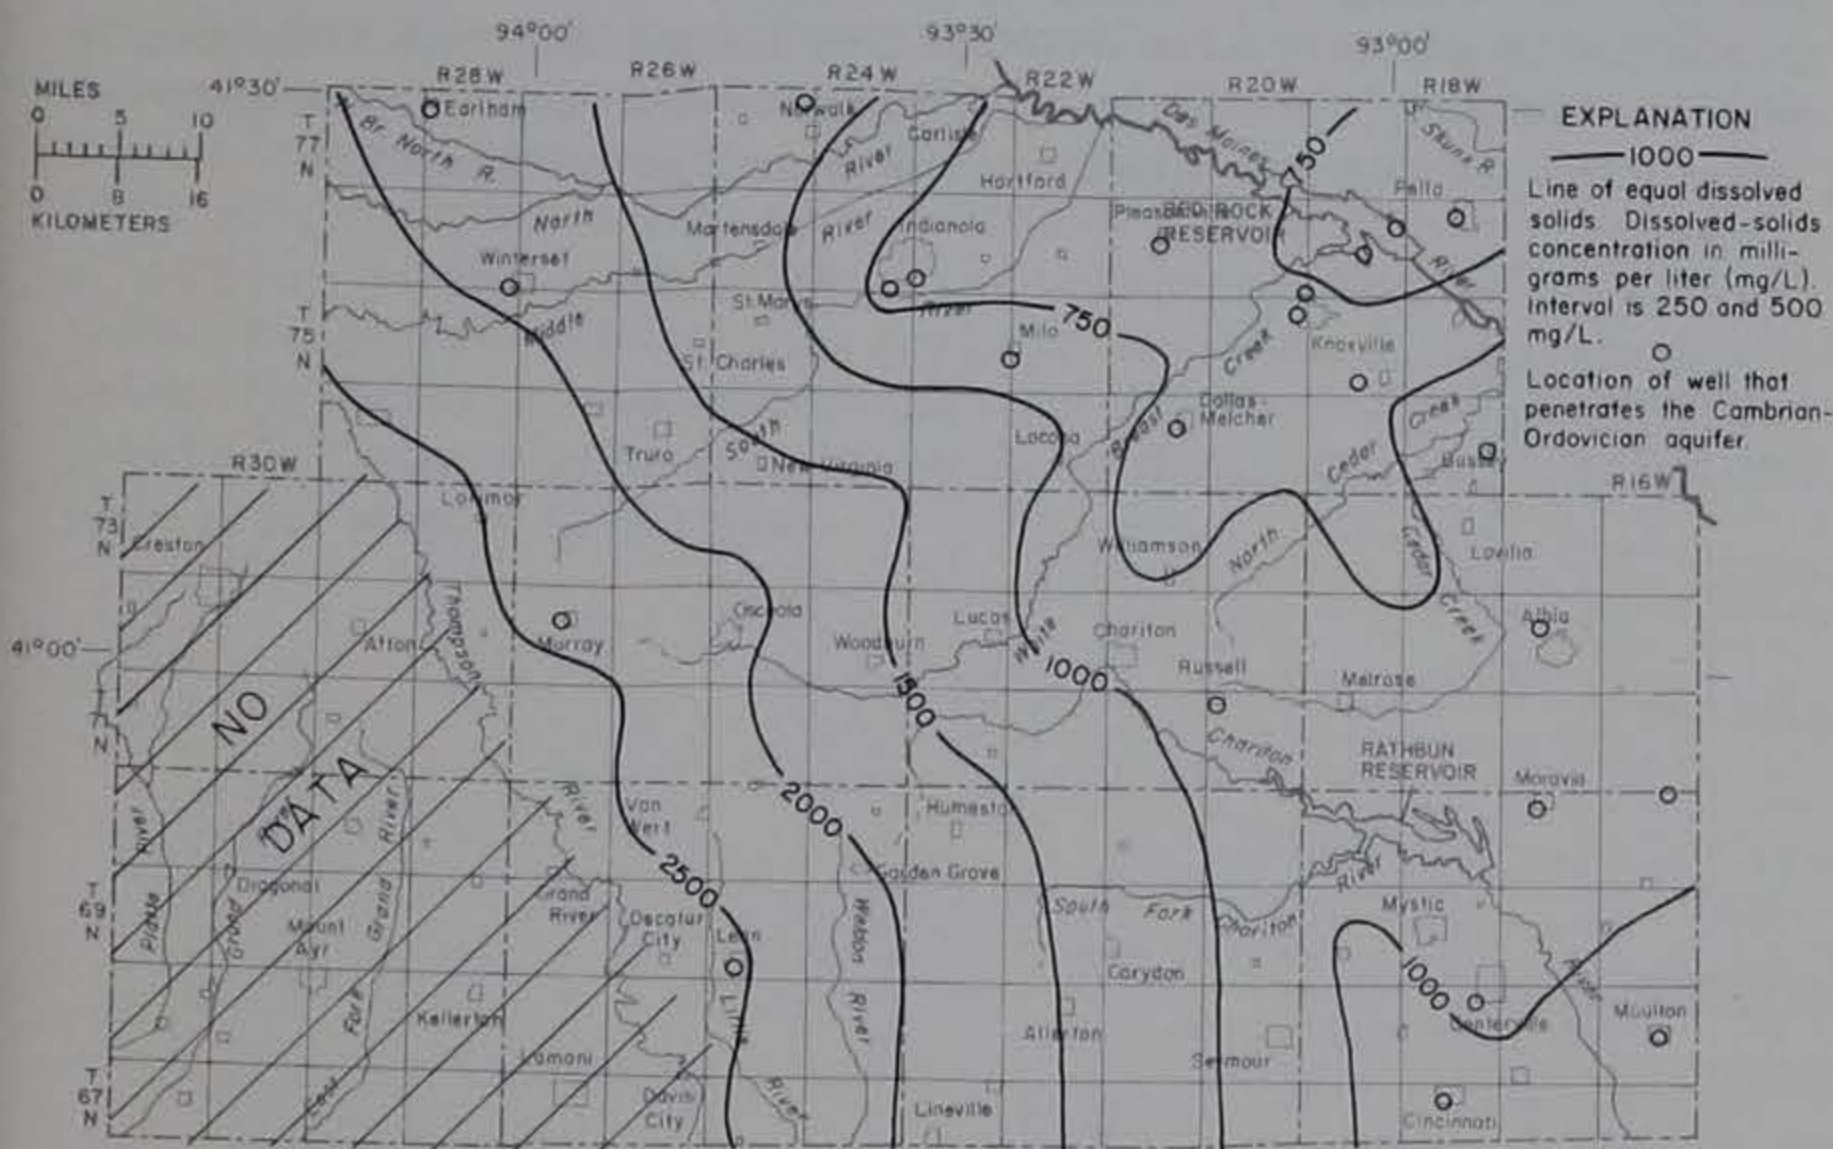 94°00'
93°30'
93°00'
MILES
0 5 10
0 8 16
KILOMETERS
41°30'
R28W
R26W
R24W
R22W
R20W
R18W
T
77
N
Earlham
Norwalk
Carlisle
Des Moines
Skunk R.
Br. North R.
River
Hartford
750
Pella
North
Martensdale
River
Indianola
RED ROCK
RESERVOIR
River
Winterset
St. Marys
River
750
T
75
N
Middle
Milo
Creek
Knoxville
St. Charles
Dallas-
Melcher
Creek
Truro
South
New Virginia
Lacona
Cedar
EXPLANATION
1000
Line of equal dissolved
solids. Dissolved-solids
concentration in milli-
grams per liter (mg/L).
Interval is 250 and 500
mg/L.
Location of well that
penetrates the Cambrian-
Ordovician aquifer.
R30W
R16W
T
73
N
Creston
Lorimor
Williamson
North
Cedar
Creek
Lovilia
41°00'
Thompson
Afton
Murray
Osceola
Woodburn
Lucas
White
Chariton
Albia
Russell
Melrose
1000
1500
N
NO
DATA
Chariton
RATHBUN
RESERVOIR
Moravia
River
River
River
Van
Wert
2000
Humeston
2500
Garden Grove
River
T
69
N
Platte
Diagonal
Grand
Mount
Ayr
Grand
Grand
River
Decatur
City
Leon
Weldon
River
South
Fork
Chariton
Mystic
Corydon
1000
River
Kellerton
Fork
East
Little
River
Allerton
Centerville
Moulton
Lamoni
Seymour
T
67
N
Davis
City
Lineville
Cincinnati